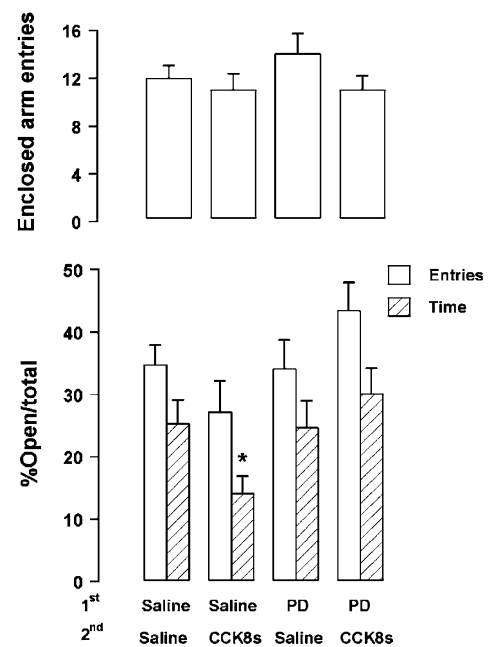 Enclosed arm entries
16
12
8
4
0
%Open/total
50
40
30
20
10
0
Entries
Time
*
1st Saline Saline PD PD
2nd Saline CCK8s Saline CCK8s